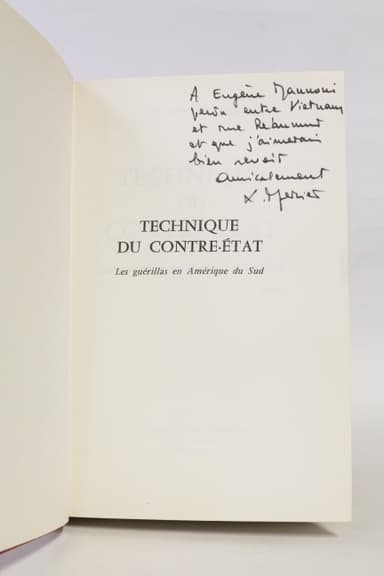 A Eugène Mannoni
perdu entre Vietnam
et rue Réaumur
et que j'aimerais
bien revoir
Amicalement
L. Mercier
TECHNIQUE
DU CONTRE-ÉTAT
Les guérillas en Amérique du Sud